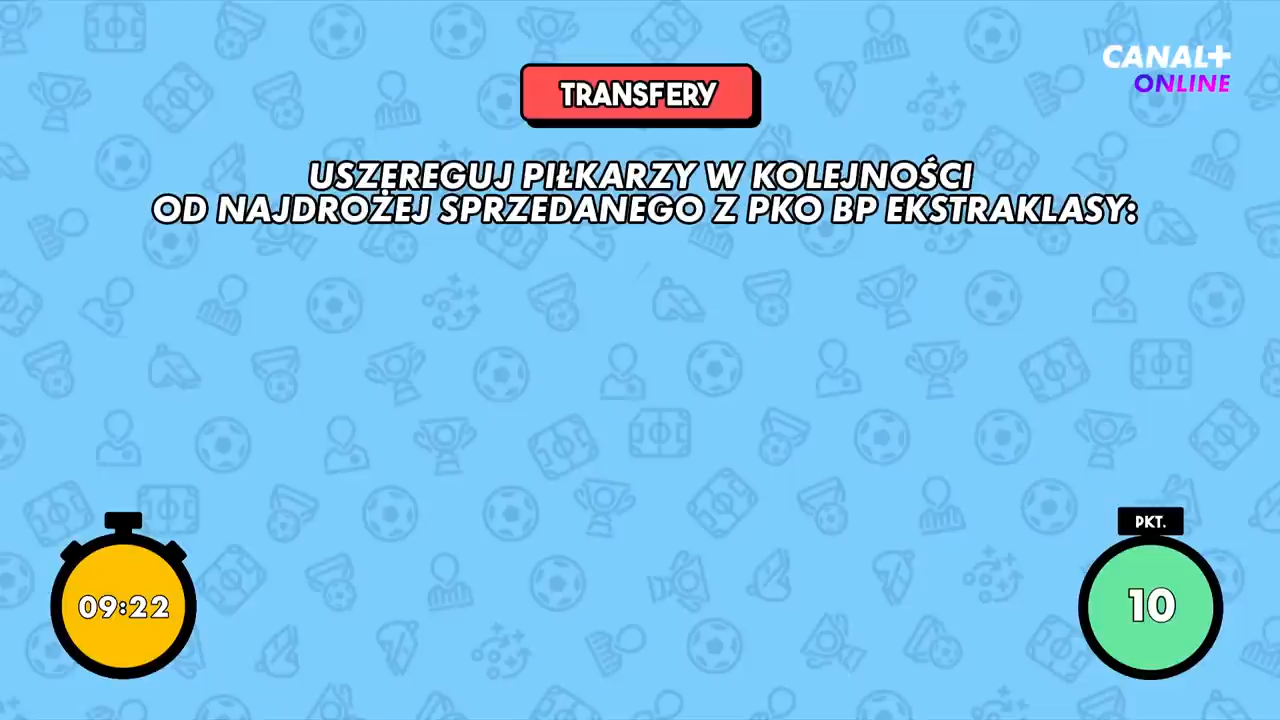 CANAL+
ONLINE
TRANSFERY
USZEREGUJ PIŁKARZY W KOLEJNOŚCI
OD NAJDROŻEJ SPRZEDANEGO Z PKO BP EKSTRAKLASY:
PKT.
09:22
10